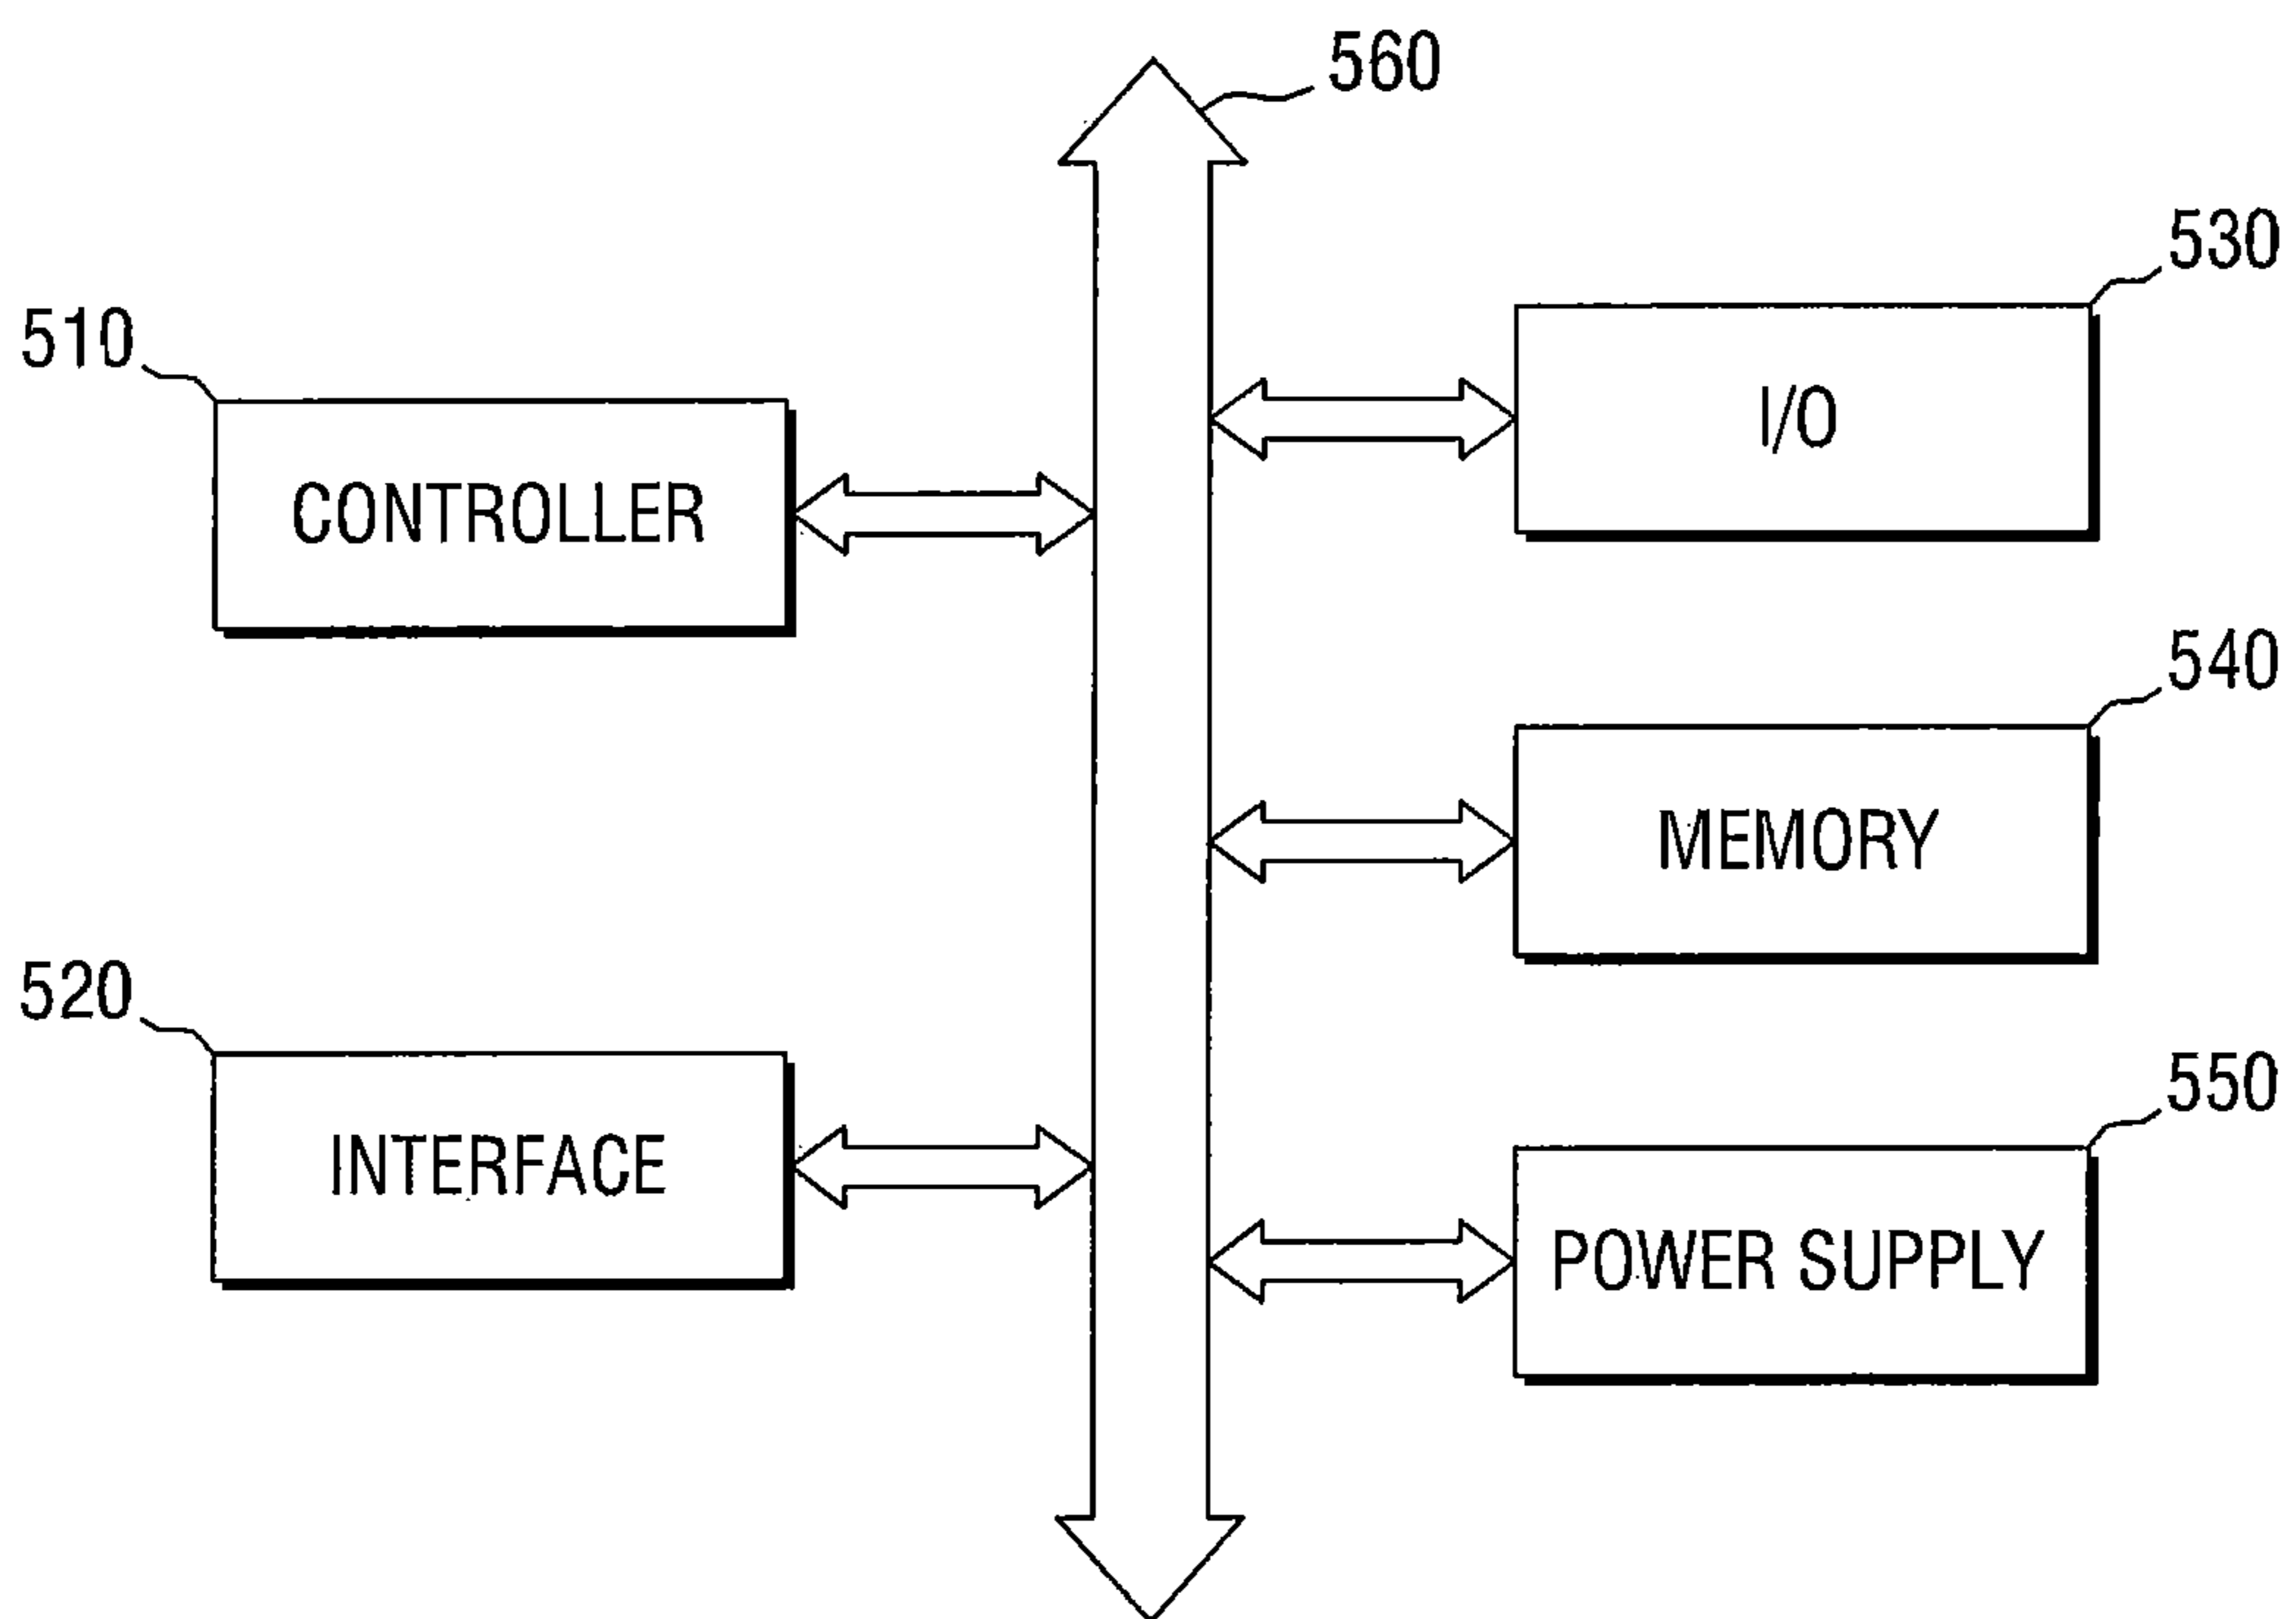 560
530
510
I/O
CONTROLLER
540
MEMORY
520
550
INTERFACE
POWER SUPPLY